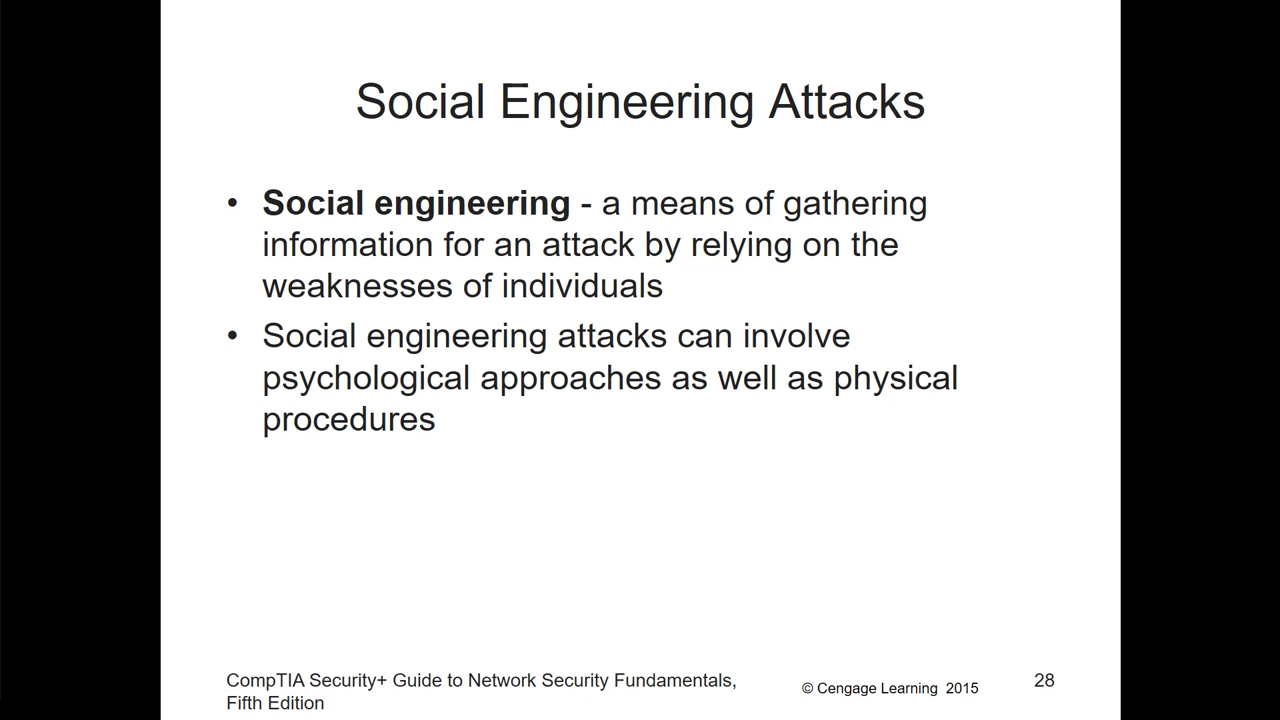 Social Engineering Attacks
• Social engineering - a means of gathering
information for an attack by relying on the
weaknesses of individuals
• Social engineering attacks can involve
psychological approaches as well as physical
procedures
CompTIA Security+ Guide to Network Security Fundamentals,
Fifth Edition
© Cengage Learning 2015
28